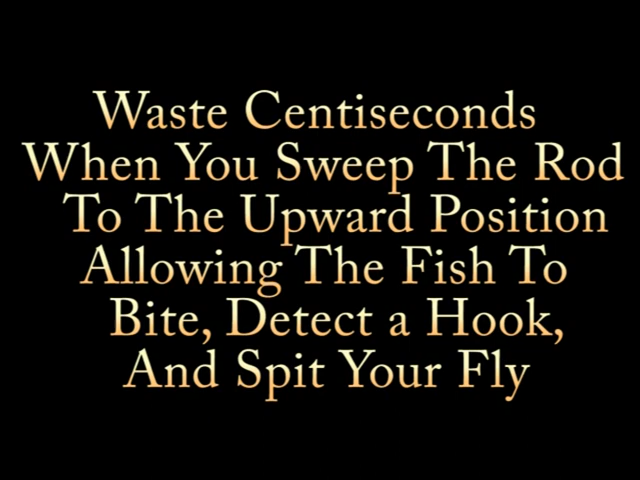 Waste Centiseconds
When You Sweep The Rod
To The Upward Position
Allowing The Fish To
Bite, Detect a Hook,
And Spit Your Fly